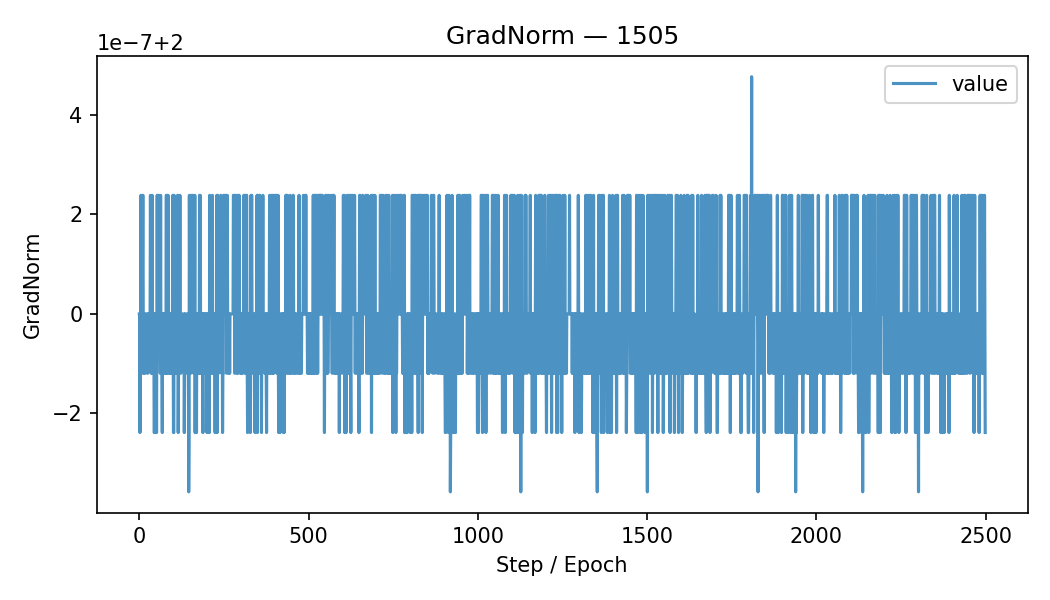 GradNorm — 1505
1e−7+2
value
4
2
0
−2
GradNorm
0
500
1000
1500
2000
2500
Step / Epoch